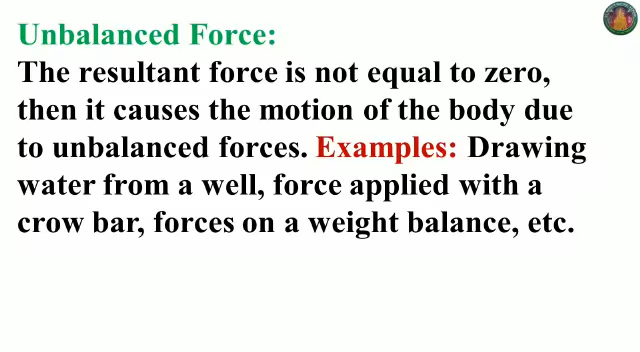 Unbalanced Force:
The resultant force is not equal to zero,
then it causes the motion of the body due
to unbalanced forces. Examples: Drawing
water from a well, force applied with a
crow bar, forces on a weight balance, etc.